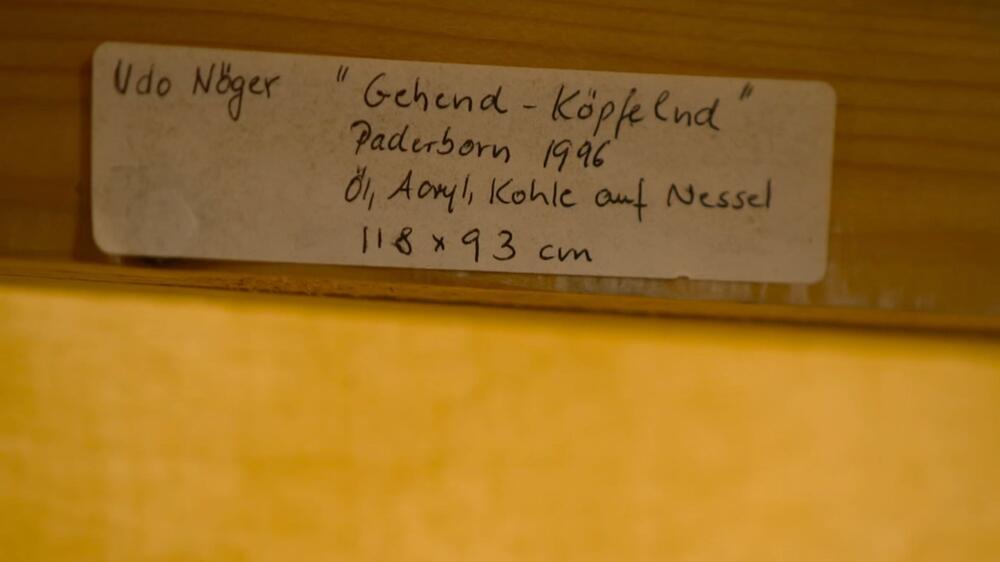 Udo Nöger "Gehend - Köpfelnd"
Paderborn 1996
Öl, Acryl, Kohle auf Nessel
118 x 93 cm